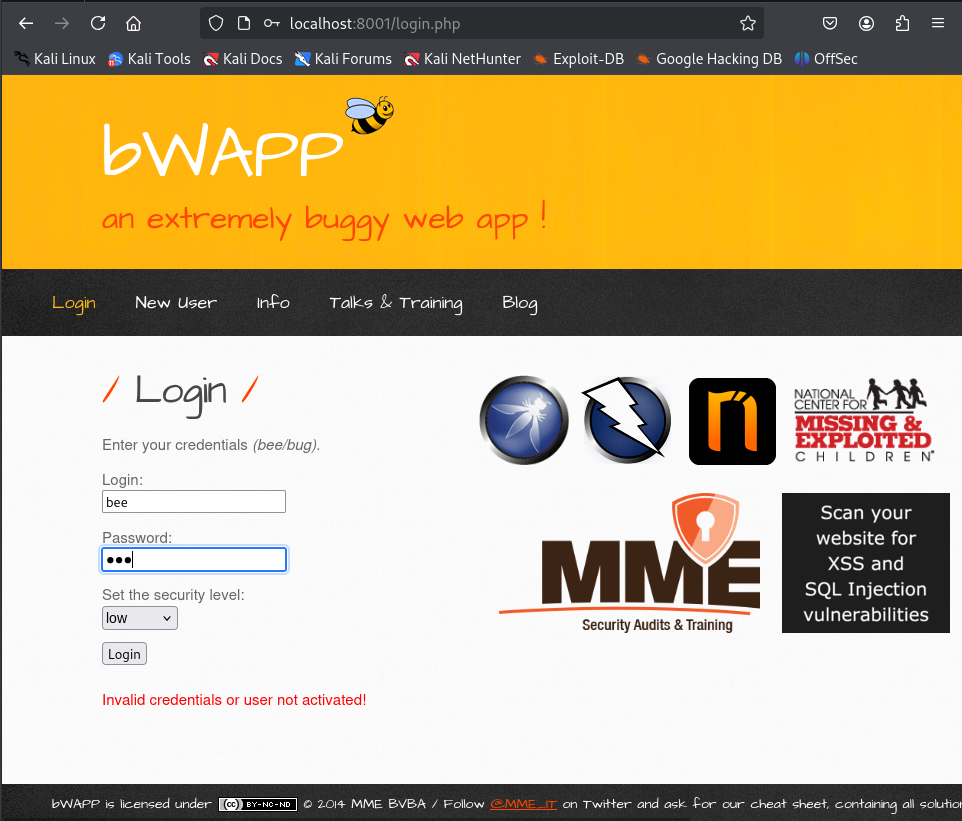 localhost:8001/login.php
Kali Linux Kali Tools Kali Docs Kali Forums Kali NetHunter Exploit-DB Google Hacking DB OffSec
bWAPP
an extremely buggy web app !
Login New User Info Talks & Training Blog
/ Login /
Enter your credentials (bee/bug).
Login:
bee
Password:
•••
Set the security level:
low
Login
Invalid credentials or user not activated!
n
NATIONAL
CENTER FOR
MISSING &
EXPLOITED
CHILDREN®
MME
Security Audits & Training
Scan your
website for
XSS and
SQL Injection
vulnerabilities
bWAPP is licensed under (cc) BY-NC-ND © 2014 MME BVBA / Follow @MME_IT on Twitter and ask for our cheat sheet, containing all solution